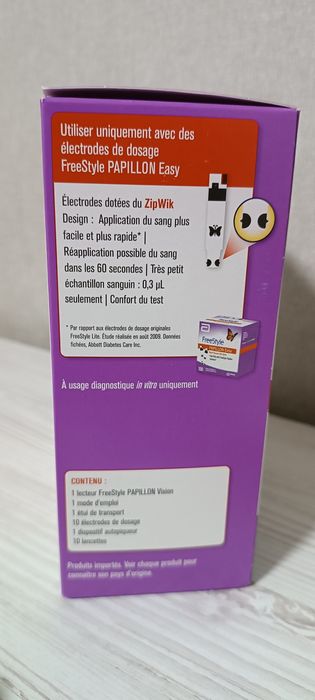 Utiliser uniquement avec des
électrodes de dosage
FreeStyle PAPILLON Easy
Électrodes dotées du ZipWik
Design : Application du sang plus
facile et plus rapide* |
Réapplication possible du sang
dans les 60 secondes | Très petit
échantillon sanguin : 0,3 µL
seulement | Confort du test
* Par rapport aux électrodes de dosage originales
FreeStyle Lite. Étude réalisée en août 2009. Données
fichées, Abbott Diabetes Care Inc.
FreeStyle
PAPILLON Easy
À usage diagnostique in vitro uniquement
CONTENU :
1 lecteur FreeStyle PAPILLON Vision
1 mode d'emploi
1 étui de transport
10 électrodes de dosage
1 dispositif autopiqueur
10 lancettes
Produits importés. Voir chaque produit pour
connaître son pays d'origine.